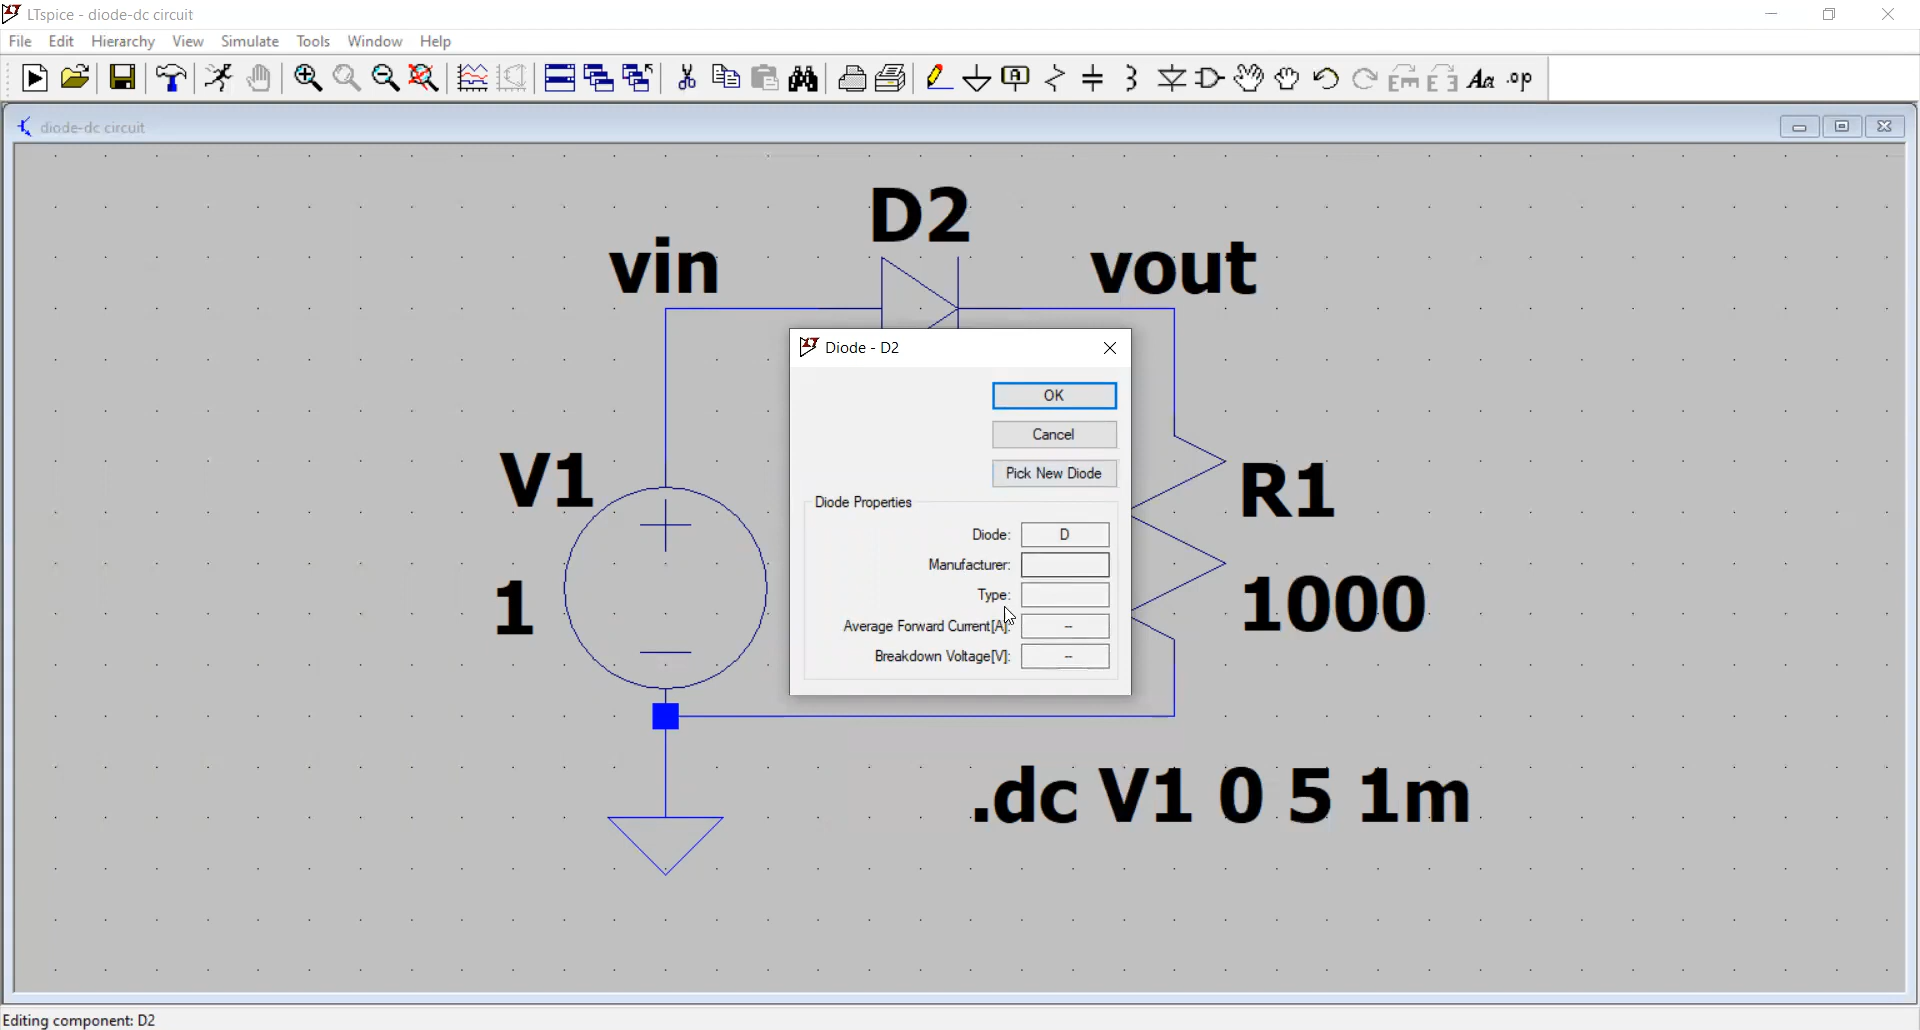 LTspice - diode-dc circuit
File Edit Hierarchy View Simulate Tools Window Help
A Aa .op
diode-dc circuit
D2
vin
vout
Diode - D2
OK
Cancel
Pick New Diode
Diode Properties
Diode: D
Manufacturer:
Type:
Average Forward Current[A]: --
Breakdown Voltage[V]: --
V1
1
R1
1000
.dc V1 0 5 1m
Editing component: D2